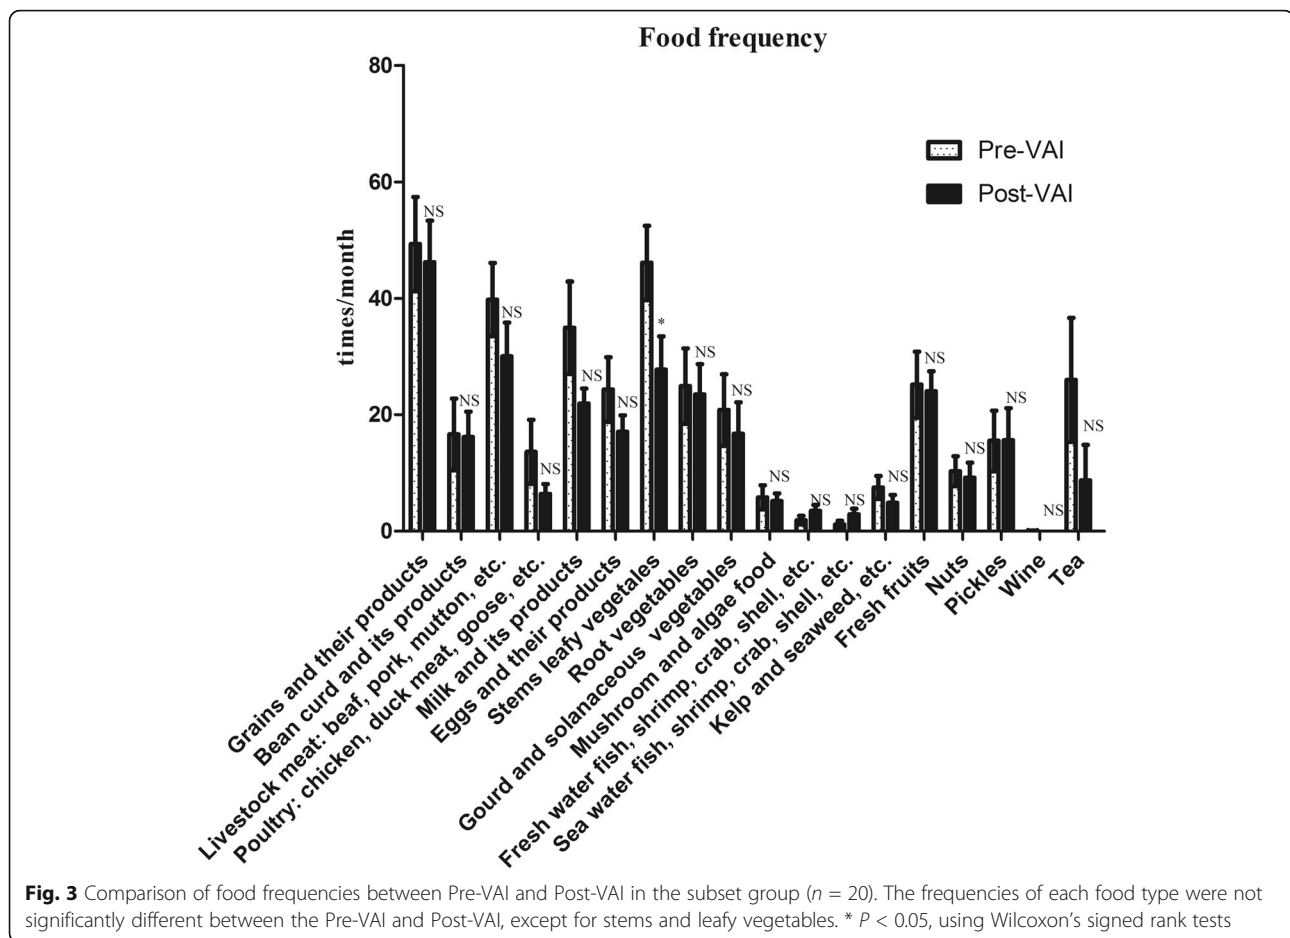 Food frequency
80
60
40
20
0
times/month
Pre-VAI
Post-VAI
NS
NS
NS
NS
NS
NS
*
NS
NS
NS
NS
NS
NS
NS
NS
NS
NS
NS
Grains and their products
Bean curd and its products
Livestock meat: beef, pork, mutton, etc.
Poultry: chicken, duck meat, goose, etc.
Milk and its products
Eggs and their products
Stems leafy vegetales
Root vegetables
Gourd and solanaceous vegetables
Mushroom and algae food
Fresh water fish, shrimp, crab, shell, etc.
Sea water fish, shrimp, crab, shell, etc.
Kelp and seaweed, etc.
Fresh fruits
Nuts
Pickles
Wine
Tea
Fig. 3 Comparison of food frequencies between Pre-VAI and Post-VAI in the subset group (n = 20). The frequencies of each food type were not
significantly different between the Pre-VAI and Post-VAI, except for stems and leafy vegetables. * P < 0.05, using Wilcoxon's signed rank tests